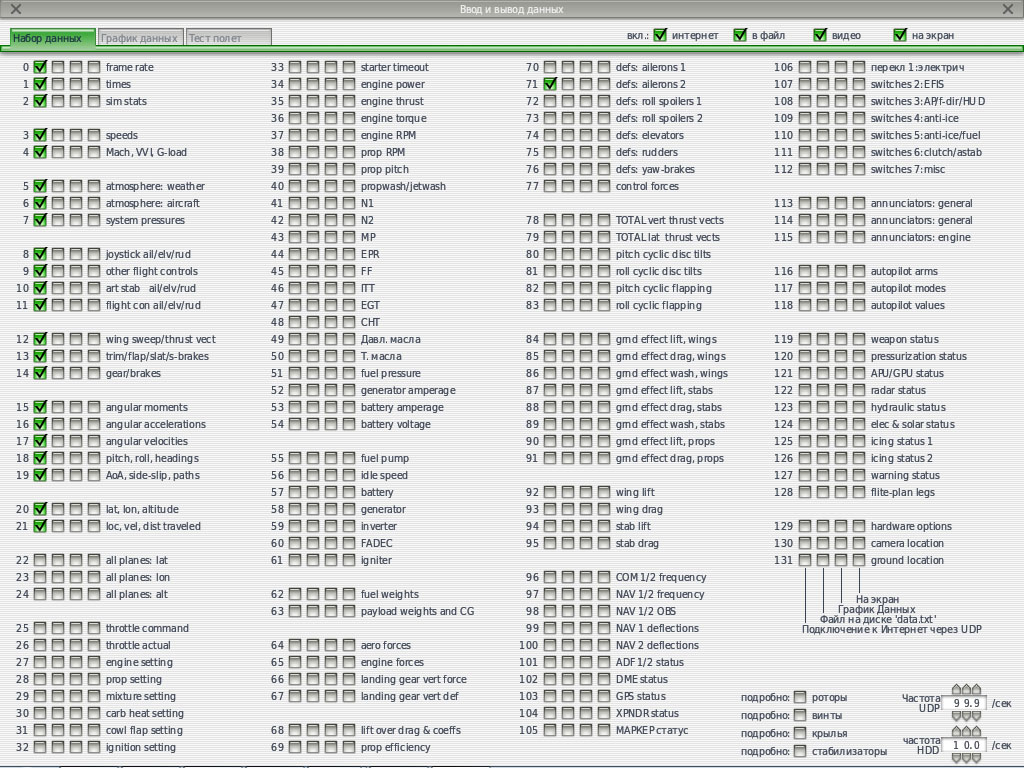 Ввод и вывод данных
Набор данных График данных Тест полет вкл.: интернет в файл видео на экран
0 frame rate
1 times
2 sim stats
3 speeds
4 Mach, VVI, G-load
5 atmosphere: weather
6 atmosphere: aircraft
7 system pressures
8 joystick ail/elv/rud
9 other flight controls
10 art stab ail/elv/rud
11 flight con ail/elv/rud
12 wing sweep/thrust vect
13 trim/flap/slat/s-brakes
14 gear/brakes
15 angular moments
16 angular accelerations
17 angular velocities
18 pitch, roll, headings
19 AoA, side-slip, paths
20 lat, lon, altitude
21 loc, vel, dist traveled
22 all planes: lat
23 all planes: lon
24 all planes: alt
25 throttle command
26 throttle actual
27 engine setting
28 prop setting
29 mixture setting
30 carb heat setting
31 cowl flap setting
32 ignition setting
33 starter timeout
34 engine power
35 engine thrust
36 engine torque
37 engine RPM
38 prop RPM
39 prop pitch
40 propwash/jetwash
41 N1
42 N2
43 MP
44 EPR
45 FF
46 ITT
47 EGT
48 CHT
49 Давл. масла
50 Т. масла
51 fuel pressure
52 generator amperage
53 battery amperage
54 battery voltage
55 fuel pump
56 idle speed
57 battery
58 generator
59 inverter
60 FADEC
61 igniter
62 fuel weights
63 payload weights and CG
64 aero forces
65 engine forces
66 landing gear vert force
67 landing gear vert def
68 lift over drag & coeffs
69 prop efficiency
70 defs: ailerons 1
71 defs: ailerons 2
72 defs: roll spoilers 1
73 defs: roll spoilers 2
74 defs: elevators
75 defs: rudders
76 defs: yaw-brakes
77 control forces
78 TOTAL vert thrust vects
79 TOTAL lat thrust vects
80 pitch cyclic disc tilts
81 roll cyclic disc tilts
82 pitch cyclic flapping
83 roll cyclic flapping
84 grnd effect lift, wings
85 grnd effect drag, wings
86 grnd effect wash, wings
87 grnd effect lift, stabs
88 grnd effect drag, stabs
89 grnd effect wash, stabs
90 grnd effect lift, props
91 grnd effect drag, props
92 wing lift
93 wing drag
94 stab lift
95 stab drag
96 COM 1/2 frequency
97 NAV 1/2 frequency
98 NAV 1/2 OBS
99 NAV 1 deflections
100 NAV 2 deflections
101 ADF 1/2 status
102 DME status
103 GPS status
104 XPNDR status
105 МАРКЕР статус
106 перекл 1:электрич
107 switches 2:EFIS
108 switches 3:AP/f-dir/HUD
109 switches 4:anti-ice
110 switches 5:anti-ice/fuel
111 switches 6:clutch/astab
112 switches 7:misc
113 annunciators: general
114 annunciators: general
115 annunciators: engine
116 autopilot arms
117 autopilot modes
118 autopilot values
119 weapon status
120 pressurization status
121 APU/GPU status
122 radar status
123 hydraulic status
124 elec & solar status
125 icing status 1
126 icing status 2
127 warning status
128 flite-plan legs
129 hardware options
130 camera location
131 ground location
На экран
График Данных
Файл на диске 'data.txt'
Подключение к Интернет через UDP
подробно: роторы
подробно: винты
подробно: крылья
подробно: стабилизаторы
Частота
UDP 99.9 /сек
частота
HDD 10.0 /сек